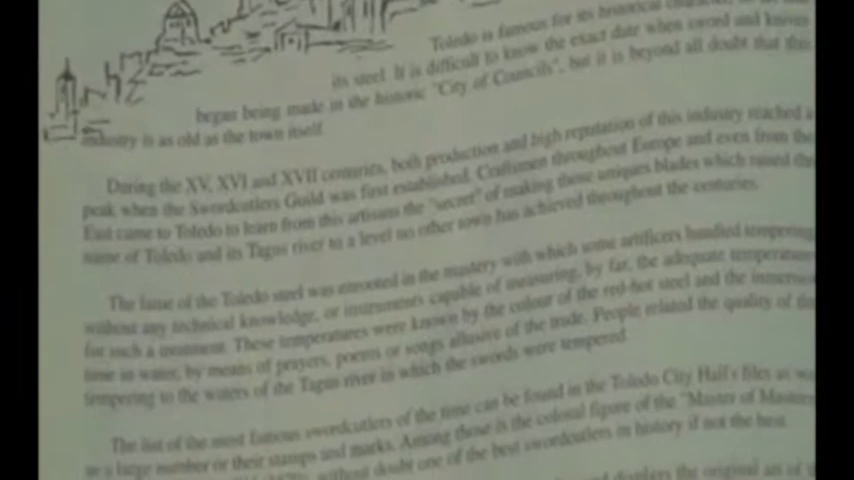 Toledo is famous for its historical
its steel. It is difficult to know the exact date when sword and knives
began being made in the historic "City of Councils", but it is beyond all doubt that this
industry is as old as the town itself.
During the XV, XVI and XVII centuries, both production and high reputation of this industry reached a
peak when the Swordcutlers Guild was first established. Craftsmen throughout Europe and even from the
East came to Toledo to learn from this artisans the "secret" of making those uniques blades which raised the
name of Toledo and its Tagus river to a level no other town has achieved throughout the centuries.
The fame of the Toledo steel was enrooted in the mastery with which some artificers handled tempering
without any technical knowledge, or instruments capable of measuring, by far, the adequate temperature
for such a treatment. These temperatures were known by the colour of the red-hot steel and the inmersion
time in water, by means of prayers, poems or songs allusive of the trade. People related the quality of the
tempering to the waters of the Tagus river in which the swords were tempered.
The list of the most famous swordcutlers of the time can be found in the Toledo City Hall's files as
as a large number or their stamps and marks. Among those is the colosal figure of the "Master of Masters
without doubt one of the best swordcutlers in history if not the best.
displays the original art of